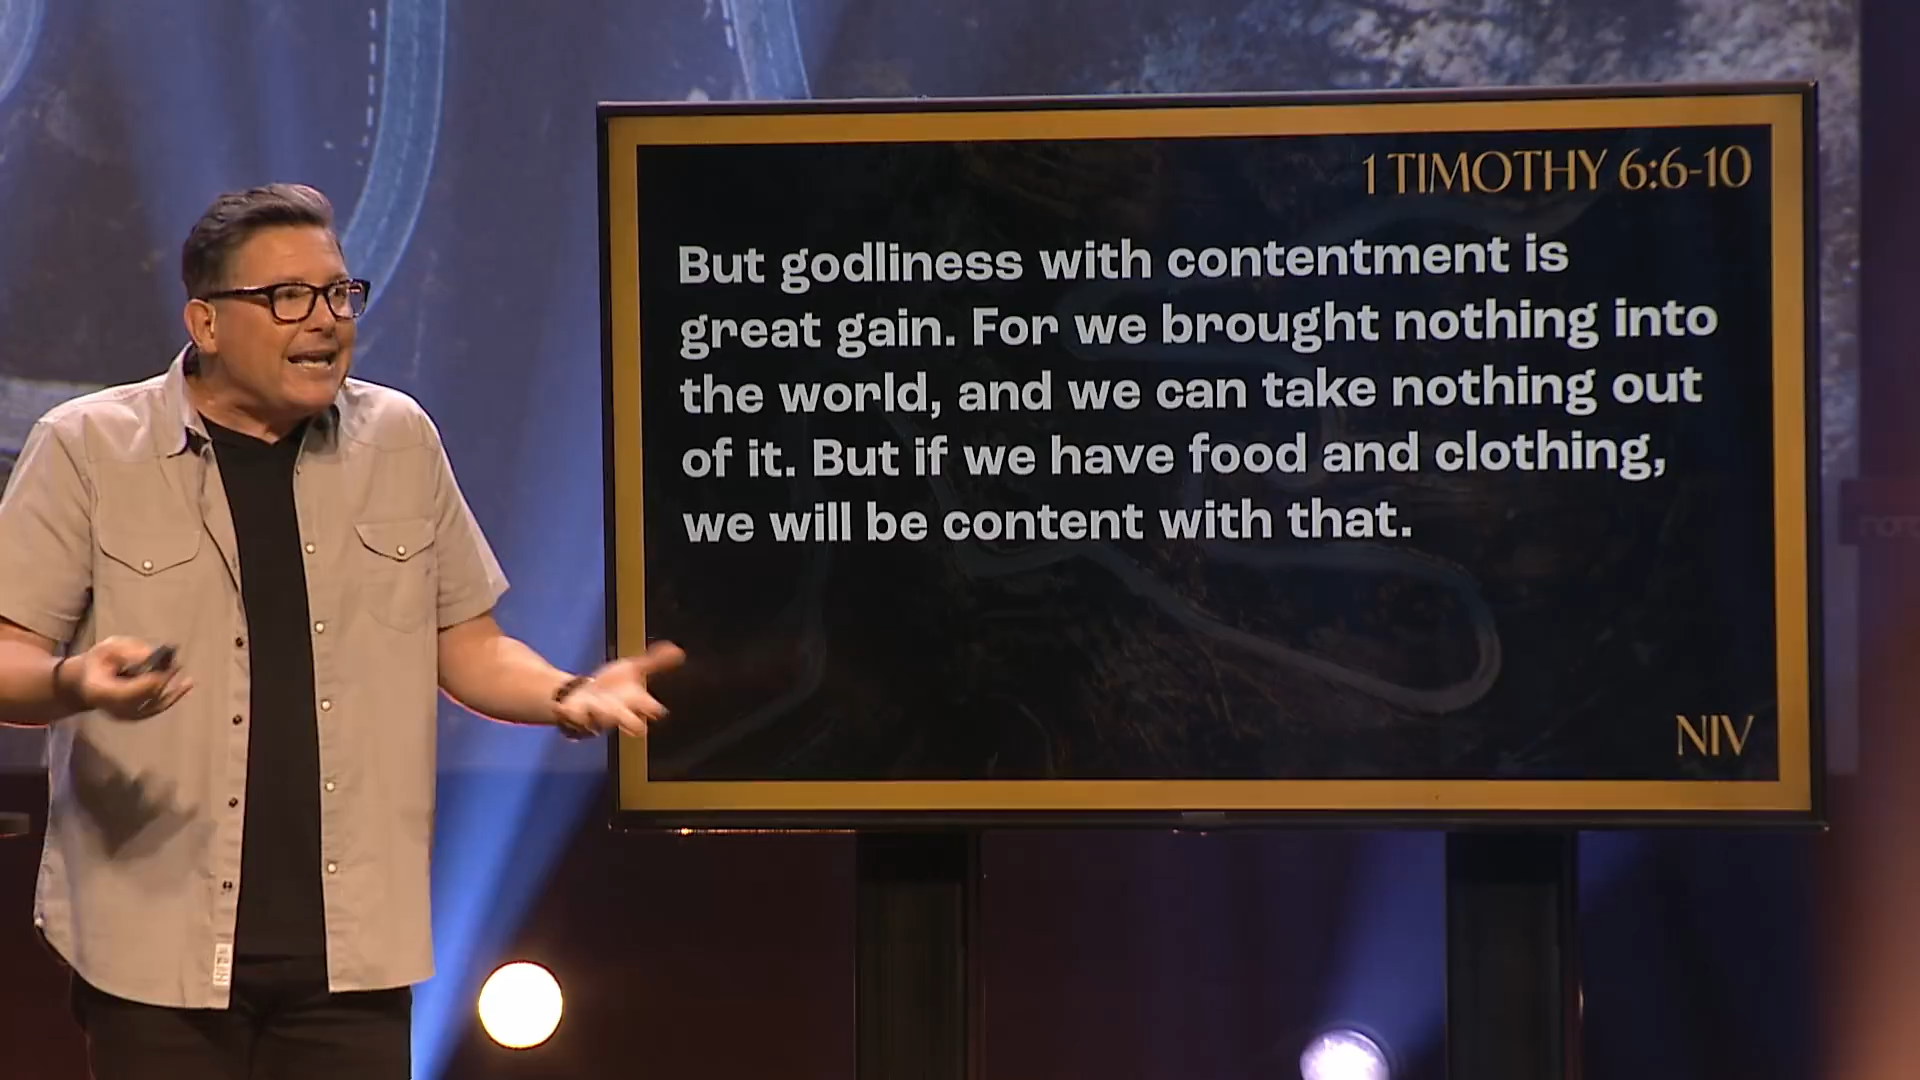 1 TIMOTHY 6:6-10
But godliness with contentment is
great gain. For we brought nothing into
the world, and we can take nothing out
of it. But if we have food and clothing,
we will be content with that.
NIV